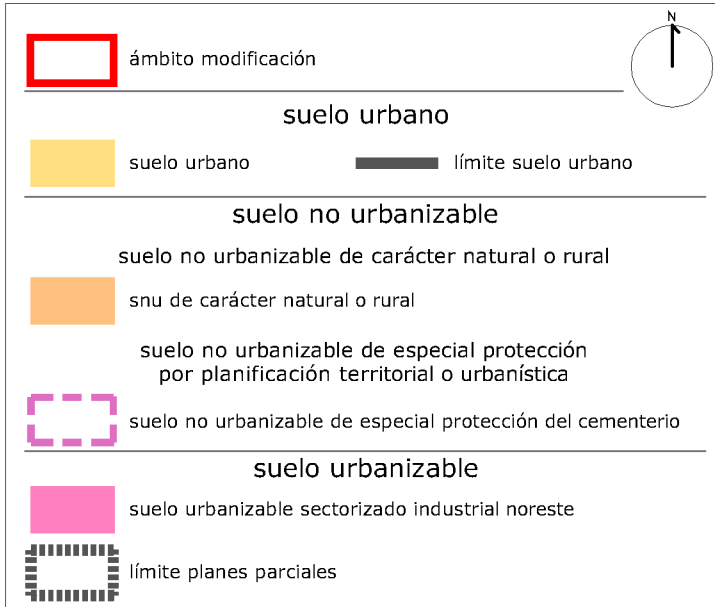 N
ámbito modificación
suelo urbano
suelo urbano
límite suelo urbano
suelo no urbanizable
suelo no urbanizable de carácter natural o rural
snu de carácter natural o rural
suelo no urbanizable de especial protección
por planificación territorial o urbanística
suelo no urbanizable de especial protección del cementerio
suelo urbanizable
suelo urbanizable sectorizado industrial noreste
límite planes parciales